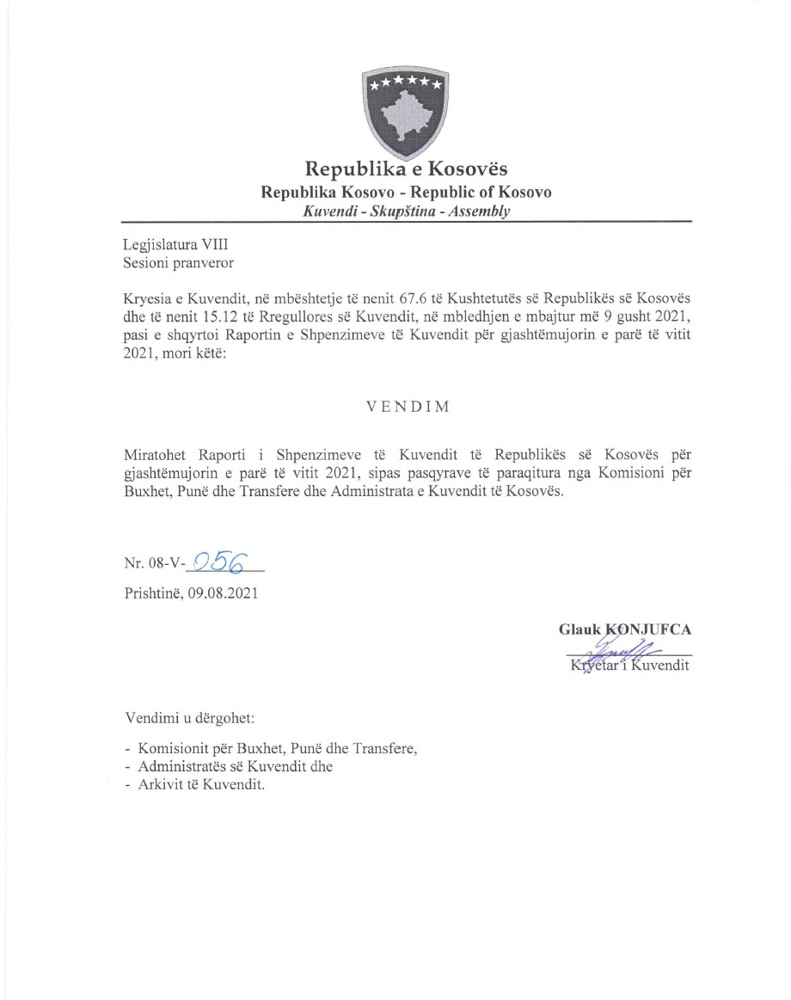 Republika e Kosovës
Republika Kosovo - Republic of Kosovo
Kuvendi - Skupština - Assembly
Legjislatura VIII
Sesioni pranveror
Kryesia e Kuvendit, në mbështetje të nenit 67.6 të Kushtetutës së Republikës së Kosovës
dhe të nenit 15.12 të Rregullores së Kuvendit, në mbledhjen e mbajtur më 9 gusht 2021,
pasi e shqyrtoi Raportin e Shpenzimeve të Kuvendit për gjashtëmujorin e parë të vitit
2021, mori këtë:
V E N D I M
Miratohet Raporti i Shpenzimeve të Kuvendit të Republikës së Kosovës për
gjashtëmujorin e parë të vitit 2021, sipas pasqyrave të paraqitura nga Komisioni për
Buxhet, Punë dhe Transfere dhe Administrata e Kuvendit të Kosovës.
Nr. 08-V- 056
Prishtinë, 09.08.2021
Glauk KONJUFCA
Kryetar i Kuvendit
Vendimi u dërgohet:
- Komisionit për Buxhet, Punë dhe Transfere,
- Administratës së Kuvendit dhe
- Arkivit të Kuvendit.